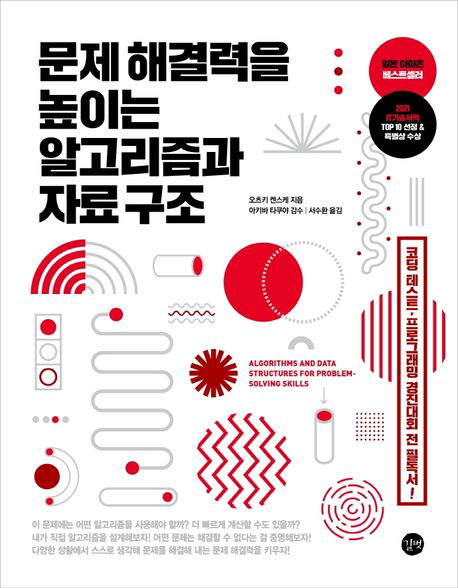 문제 해결력을
높이는
알고리즘과
자료 구조
일본 아마존
베스트셀러
2021
IT기술서적
TOP 10 선정 &
특별상 수상
오츠키 켄스케 지음
아키바 타쿠야 감수 / 서수환 옮김
코딩 테스트·프로그래밍 경진대회 전 필독서!
ALGORITHMS AND DATA
STRUCTURES FOR PROBLEM-
SOLVING SKILLS
이 문제에는 어떤 알고리즘을 사용해야 할까? 더 빠르게 계산할 수도 있을까?
내가 직접 알고리즘을 설계해보자! 어떤 문제는 해결할 수 없다는 걸 증명해보자!
다양한 상황에서 스스로 생각해 문제를 해결해 내는 문제 해결력을 키우자!
길벗